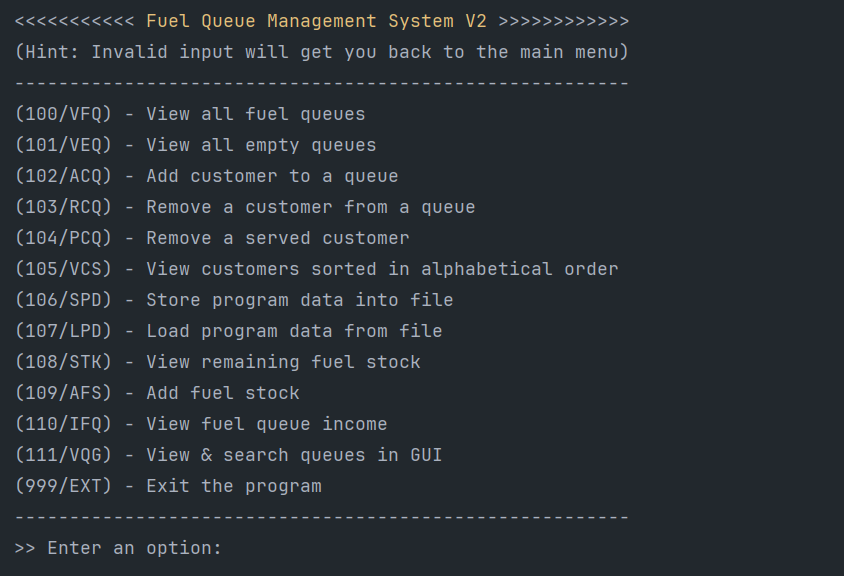 <<<<<<<<<<< Fuel Queue Management System V2 >>>>>>>>>>>>
(Hint: Invalid input will get you back to the main menu)
--------------------------------------------------------
(100/VFQ) - View all fuel queues
(101/VEQ) - View all empty queues
(102/ACQ) - Add customer to a queue
(103/RCQ) - Remove a customer from a queue
(104/PCQ) - Remove a served customer
(105/VCS) - View customers sorted in alphabetical order
(106/SPD) - Store program data into file
(107/LPD) - Load program data from file
(108/STK) - View remaining fuel stock
(109/AFS) - Add fuel stock
(110/IFQ) - View fuel queue income
(111/VQG) - View & search queues in GUI
(999/EXT) - Exit the program
--------------------------------------------------------
>> Enter an option: